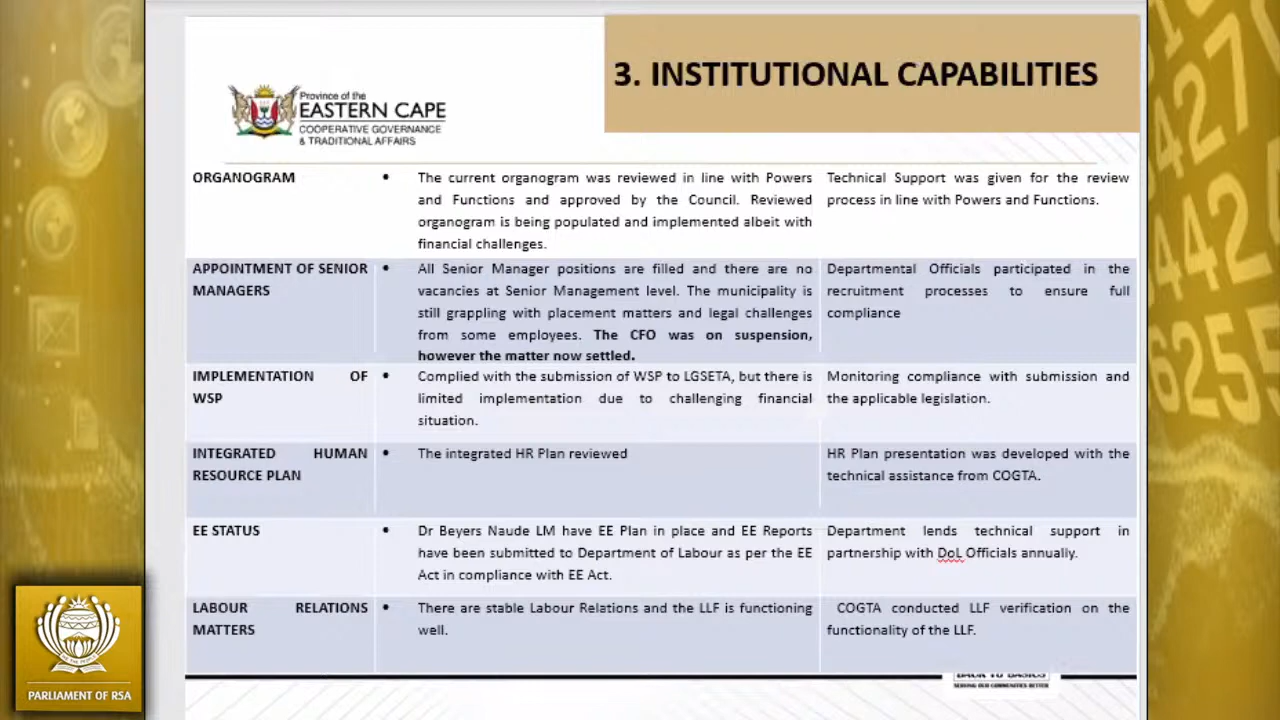 3. INSTITUTIONAL CAPABILITIES
Province of the
EASTERN CAPE
COOPERATIVE GOVERNANCE
& TRADITIONAL AFFAIRS
ORGANOGRAM
• The current organogram was reviewed in line with Powers
and Functions and approved by the Council. Reviewed
organogram is being populated and implemented albeit with
financial challenges.
Technical Support was given for the review
process in line with Powers and Functions.
APPOINTMENT OF SENIOR
MANAGERS
• All Senior Manager positions are filled and there are no
vacancies at Senior Management level. The municipality is
still grappling with placement matters and legal challenges
from some employees. The CFO was on suspension,
however the matter now settled.
Departmental Officials participated in the
recruitment processes to ensure full
compliance
IMPLEMENTATION OF
WSP
• Complied with the submission of WSP to LGSETA, but there is
limited implementation due to challenging financial
situation.
Monitoring compliance with submission and
the applicable legislation.
INTEGRATED HUMAN
RESOURCE PLAN
• The integrated HR Plan reviewed
HR Plan presentation was developed with the
technical assistance from COGTA.
EE STATUS
• Dr Beyers Naude LM have EE Plan in place and EE Reports
have been submitted to Department of Labour as per the EE
Act in compliance with EE Act.
Department lends technical support in
partnership with DoL Officials annually.
LABOUR RELATIONS
MATTERS
• There are stable Labour Relations and the LLF is functioning
well.
COGTA conducted LLF verification on the
functionality of the LLF.
BACK TO BASICS
SERVING OUR COMMUNITIES BETTER
PARLIAMENT OF RSA
427
442
6255